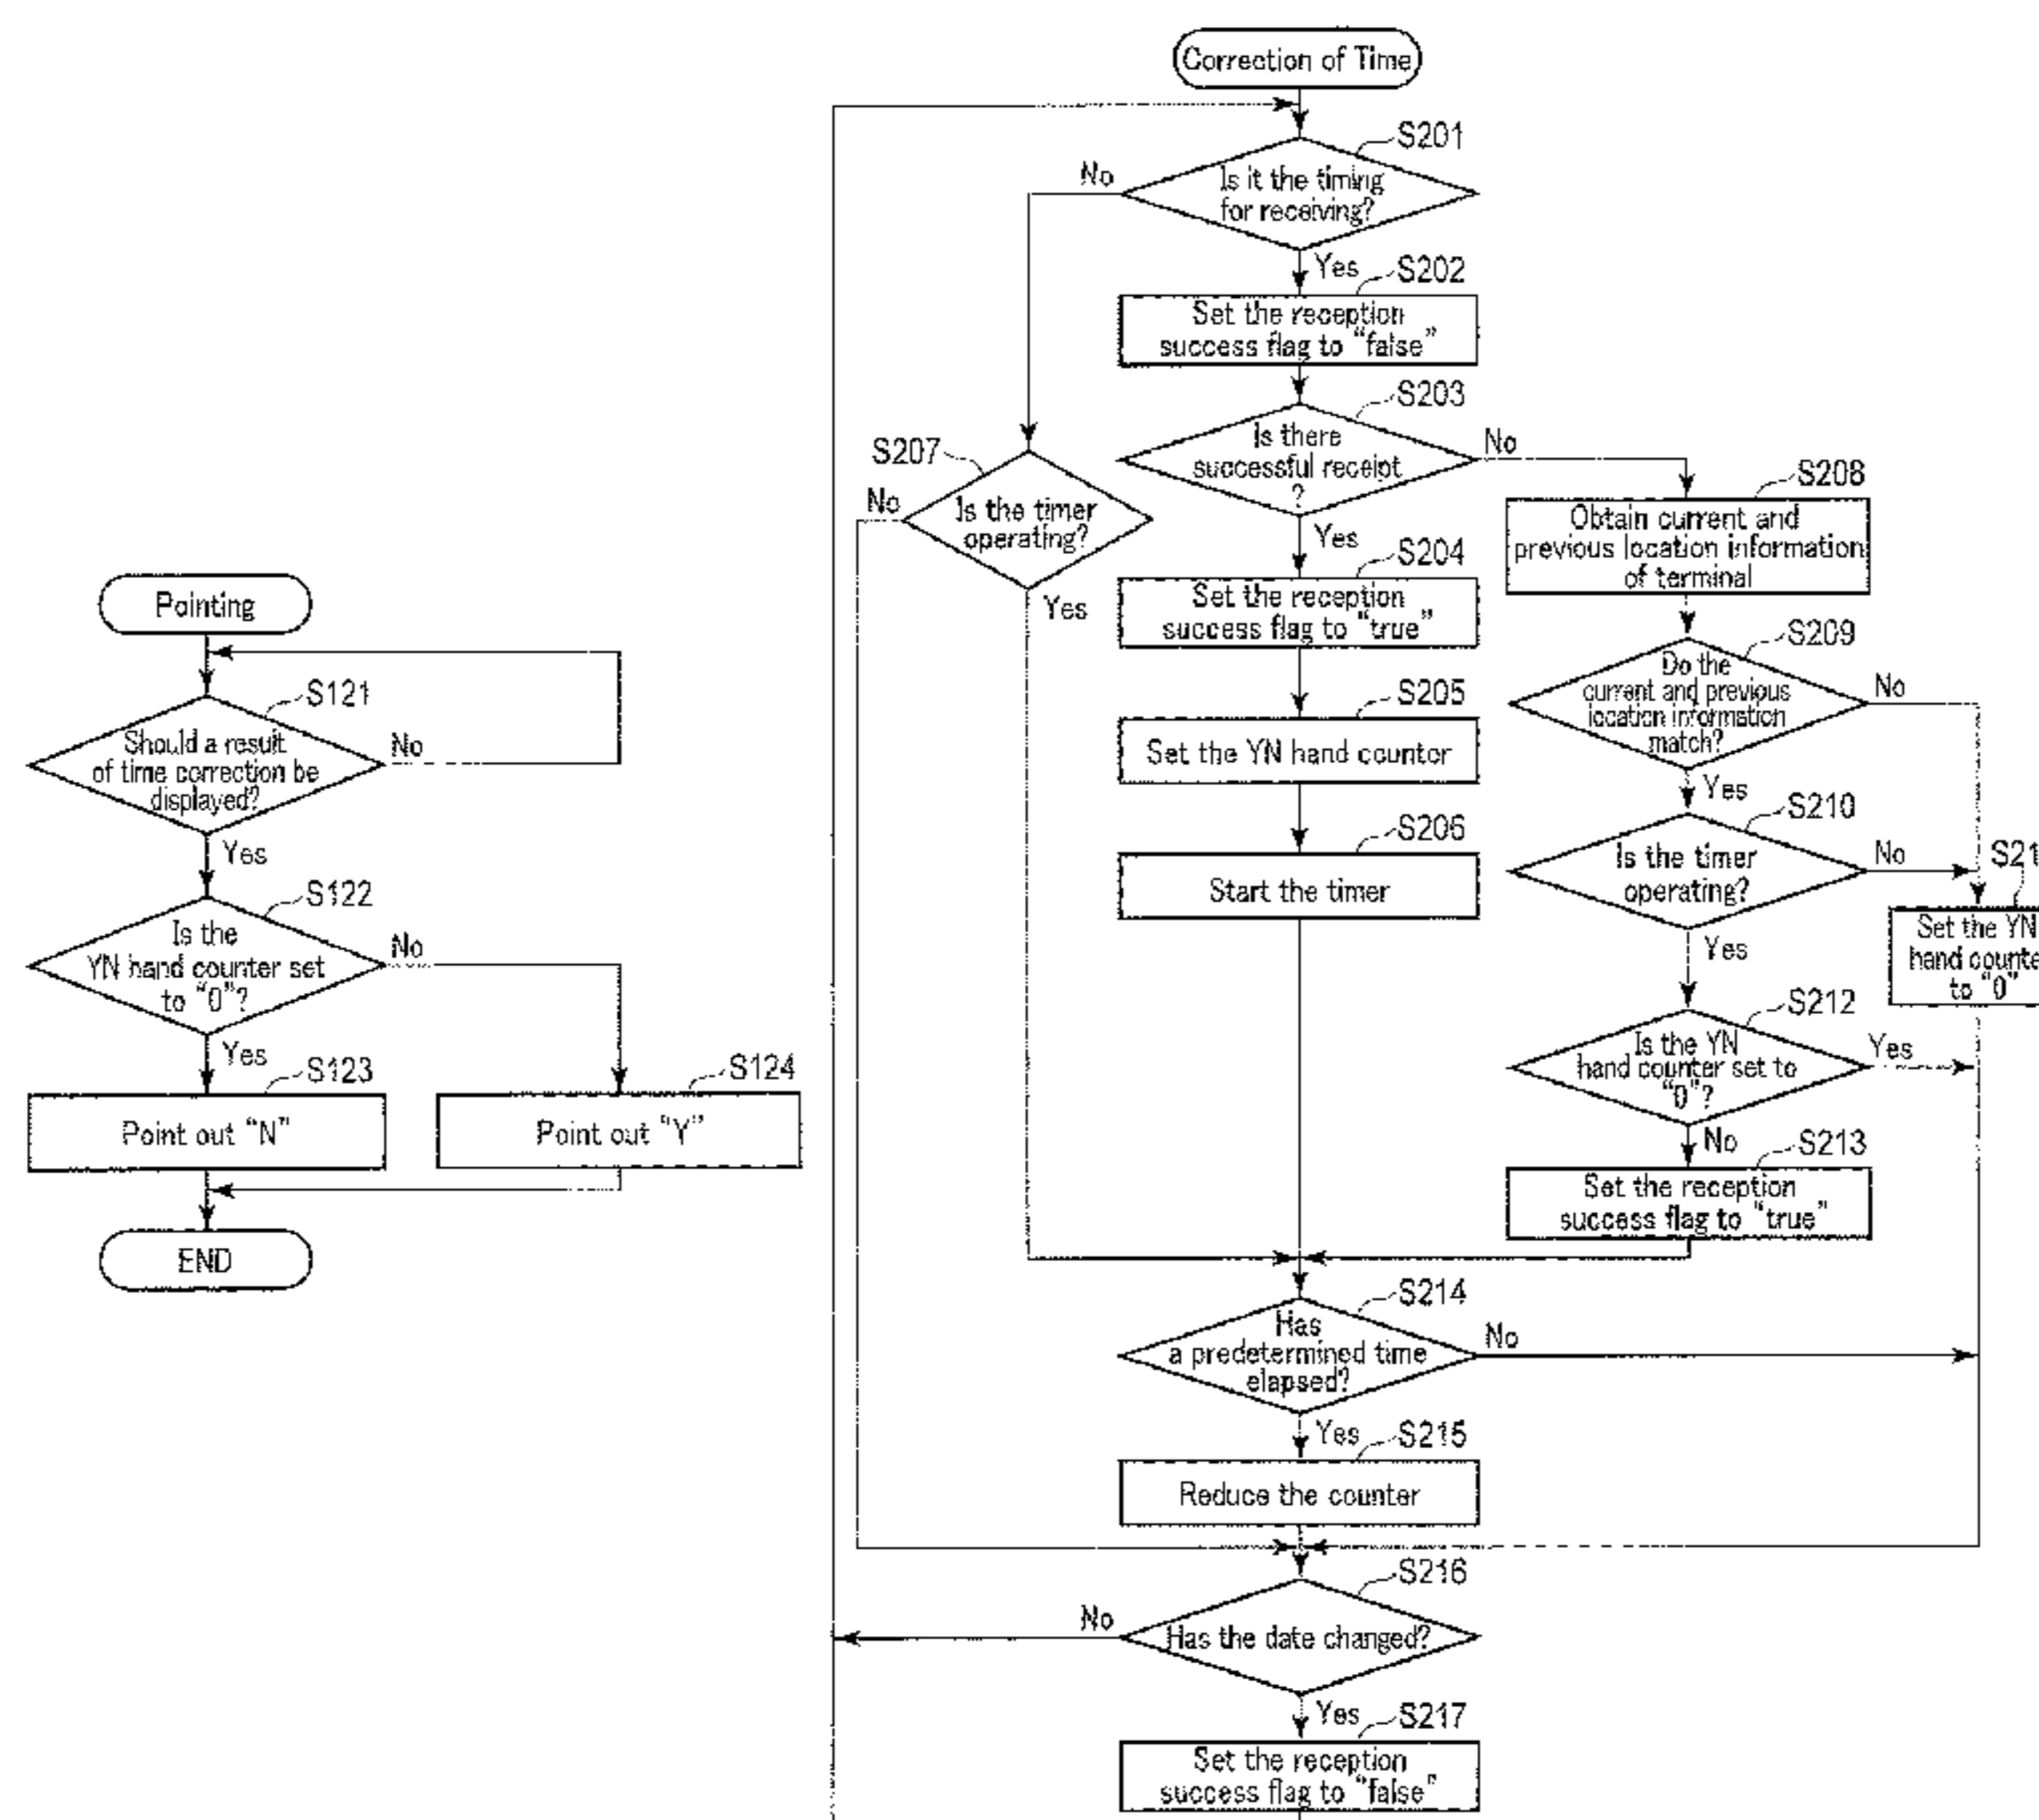 Correction of Time
S201
Is it the timing
for receiving?
No
Yes
S202
Set the reception
success flag to “false”
S203
Is there
successful receipt
?
No
Yes
S207
Is the timer
operating?
No
Yes
S204
Set the reception
success flag to “true”
S205
Set the YN hand counter
S206
Start the timer
S208
Obtain current and
previous location information
of terminal
S209
Do the
current and previous
location information
match?
No
Yes
S210
Is the timer
operating?
No
Yes
S21
Set the YN
hand counte
to “0”
S212
Is the YN
hand counter set to
“0”?
Yes
No
S213
Set the reception
success flag to “true”
S214
Has
a predetermined time
elapsed?
No
Yes
S215
Reduce the counter
S216
Has the date changed?
No
Yes
S217
Set the reception
success flag to “false”
Pointing
S121
Should a result
of time correction be
displayed?
No
Yes
S122
Is the
YN hand counter set
to “0”?
No
Yes
S123
Point out “N”
S124
Point out “Y”
END